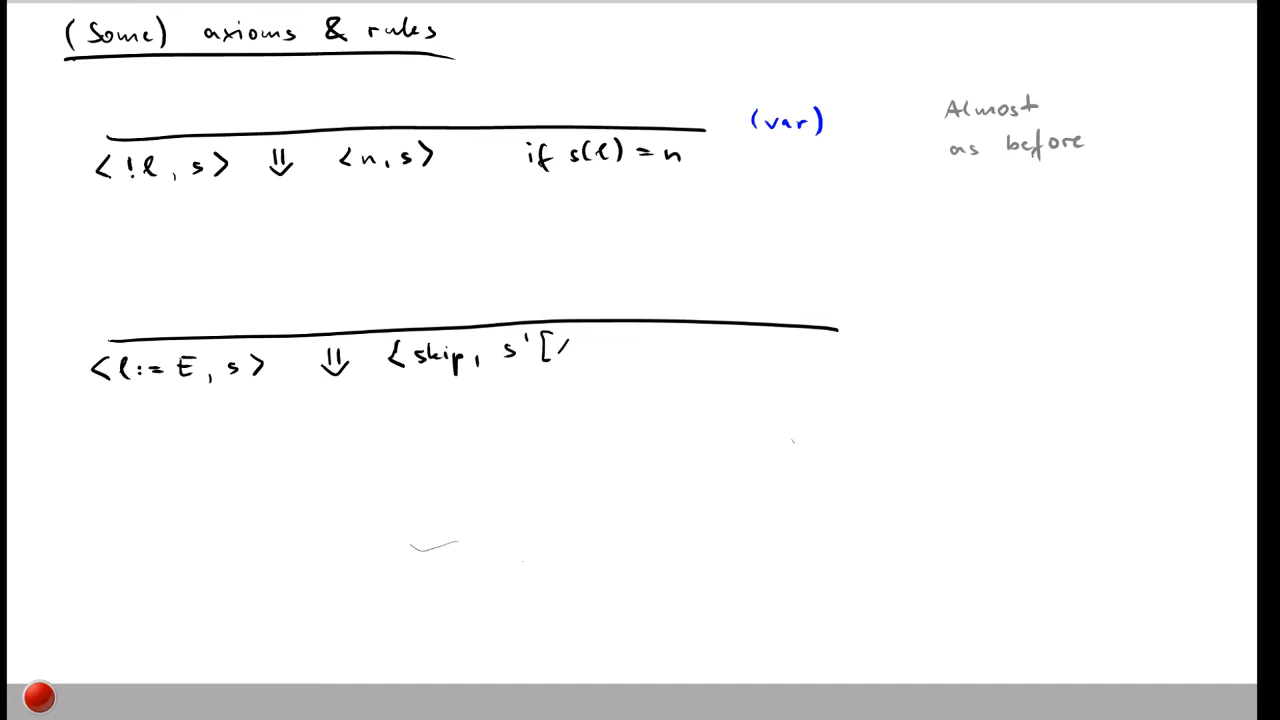 (Some) axioms & rules
(var)
Almost
as before
<!l, s> ⇓ <n, s> if s(l) = n
<l := E, s> ⇓ <skip, s'[